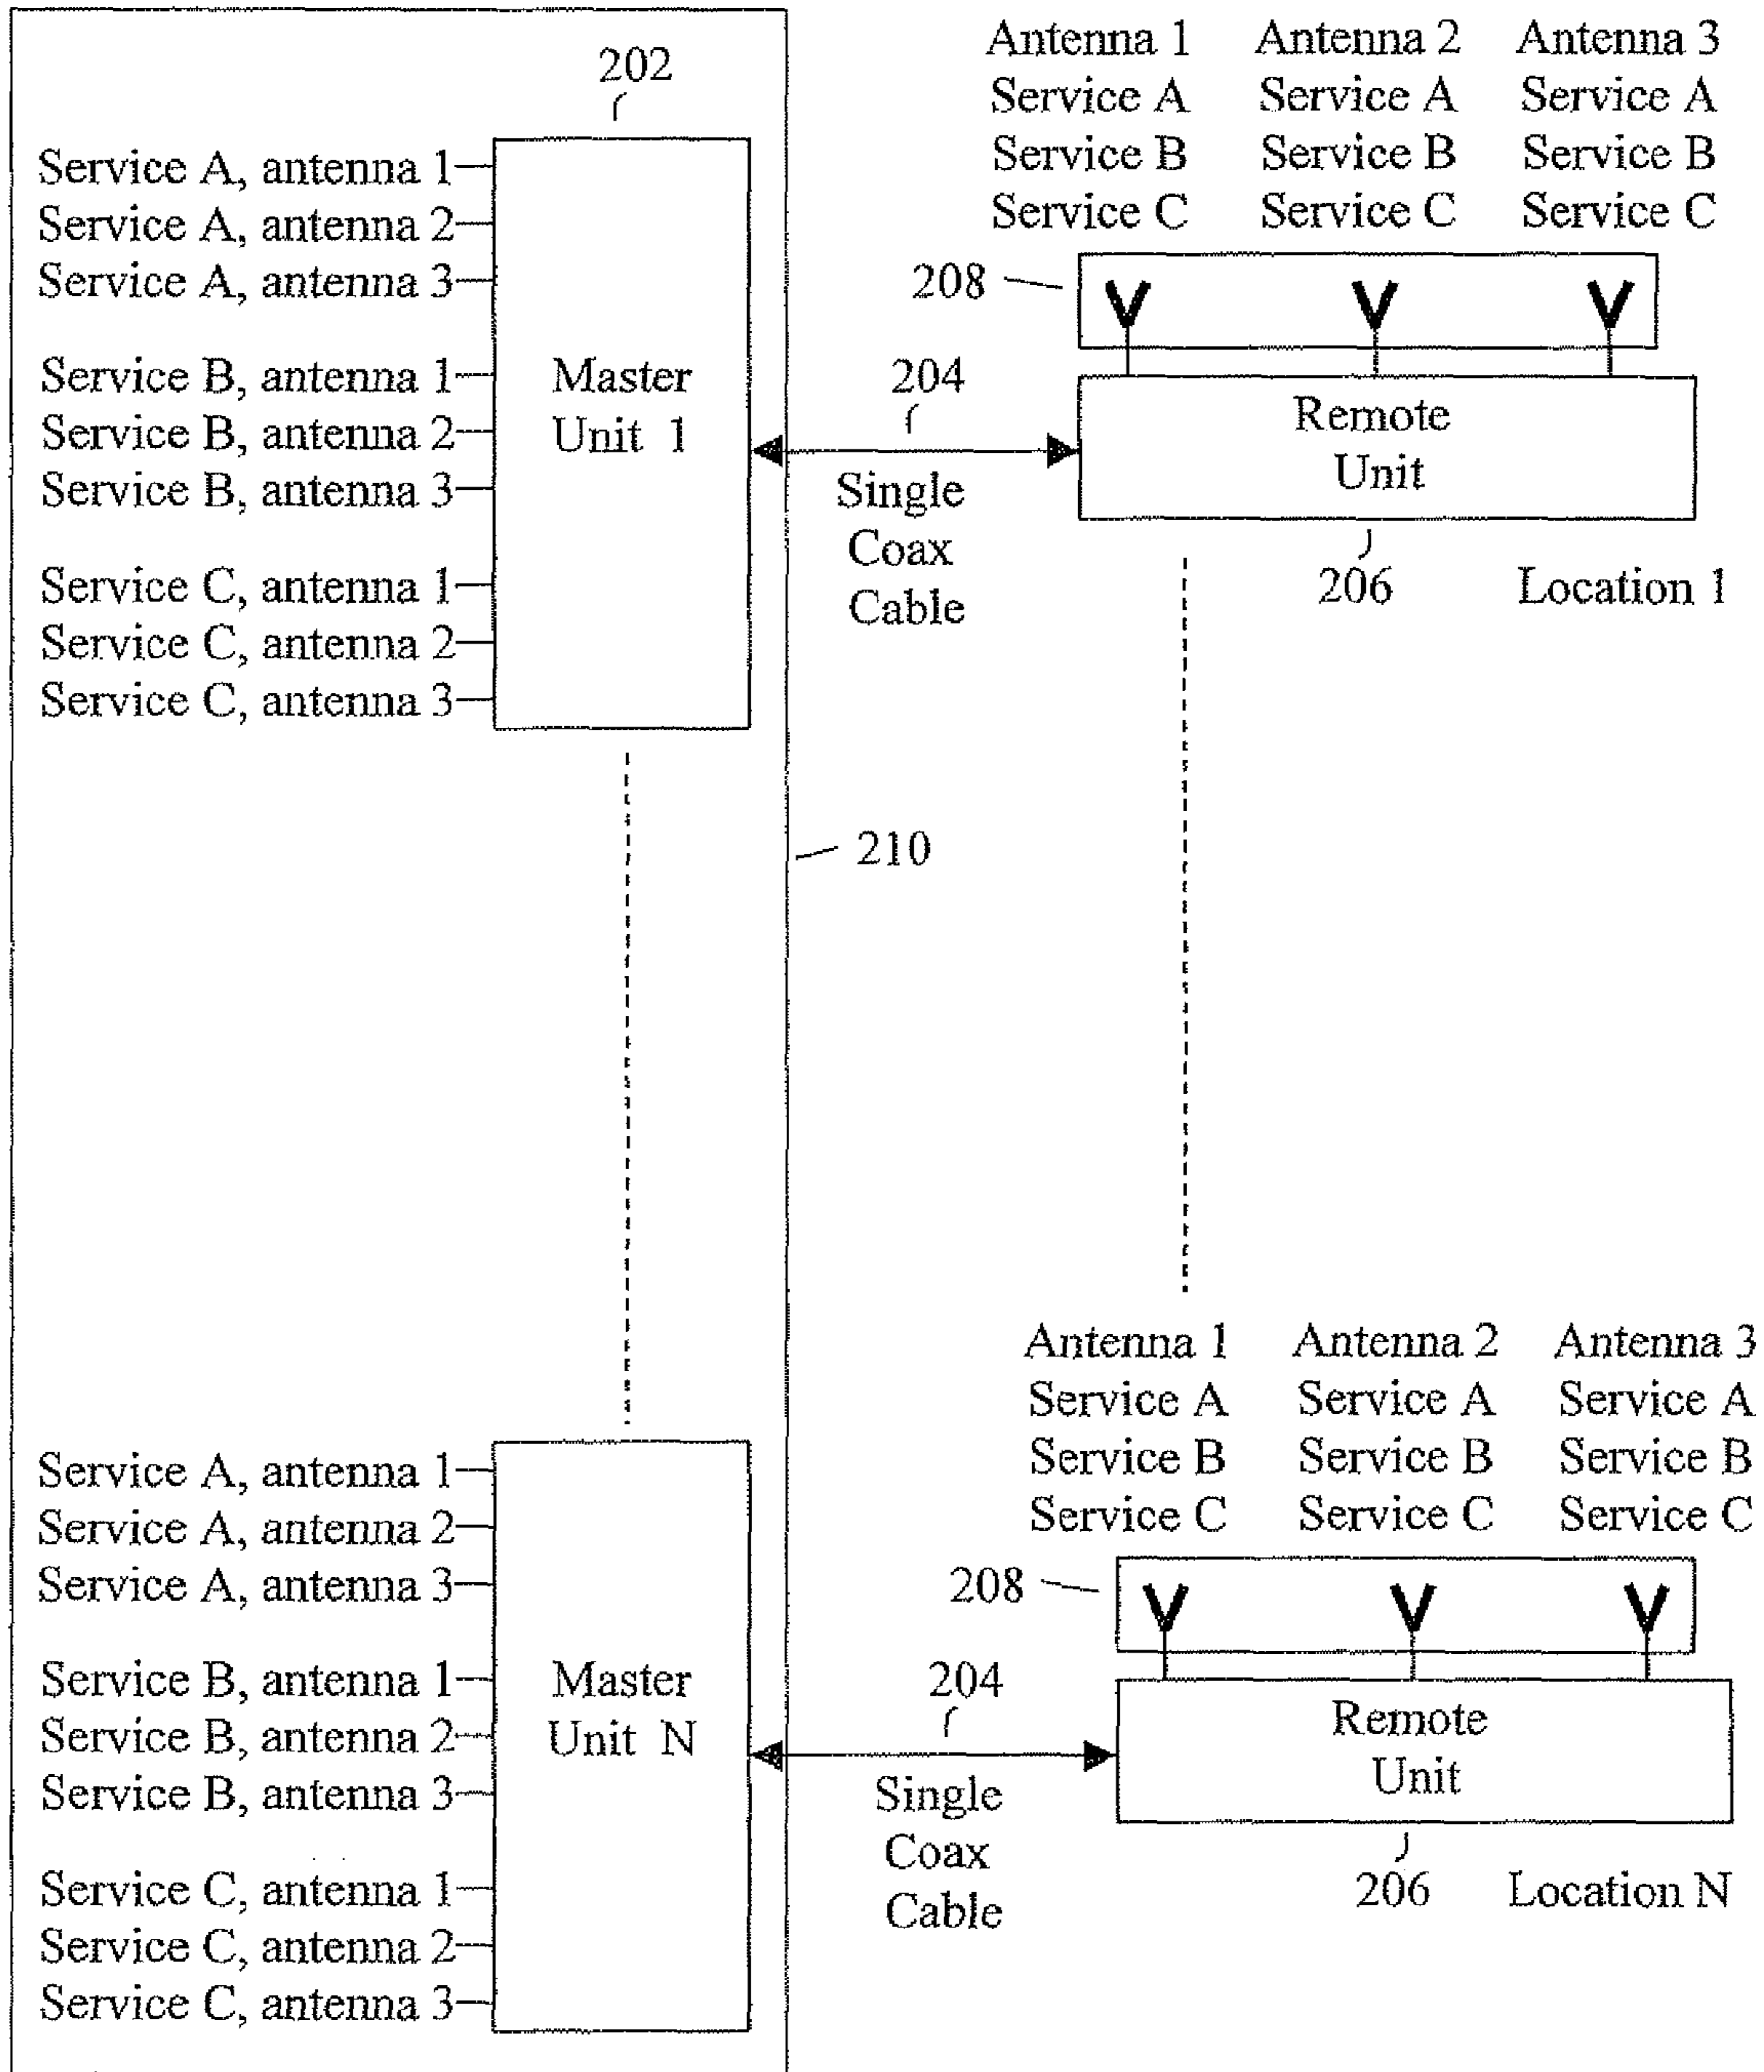 202
Service A, antenna 1
Service A, antenna 2
Service A, antenna 3
Service B, antenna 1
Service B, antenna 2
Service B, antenna 3
Service C, antenna 1
Service C, antenna 2
Service C, antenna 3
Master
Unit 1
Antenna 1 Antenna 2 Antenna 3
Service A Service A Service A
Service B Service B Service B
Service C Service C Service C
208
204
Single
Coax
Cable
Remote
Unit
206 Location 1
210
Service A, antenna 1
Service A, antenna 2
Service A, antenna 3
Service B, antenna 1
Service B, antenna 2
Service B, antenna 3
Service C, antenna 1
Service C, antenna 2
Service C, antenna 3
Master
Unit N
Antenna 1 Antenna 2 Antenna 3
Service A Service A Service A
Service B Service B Service B
Service C Service C Service C
208
204
Single
Coax
Cable
Remote
Unit
206 Location N